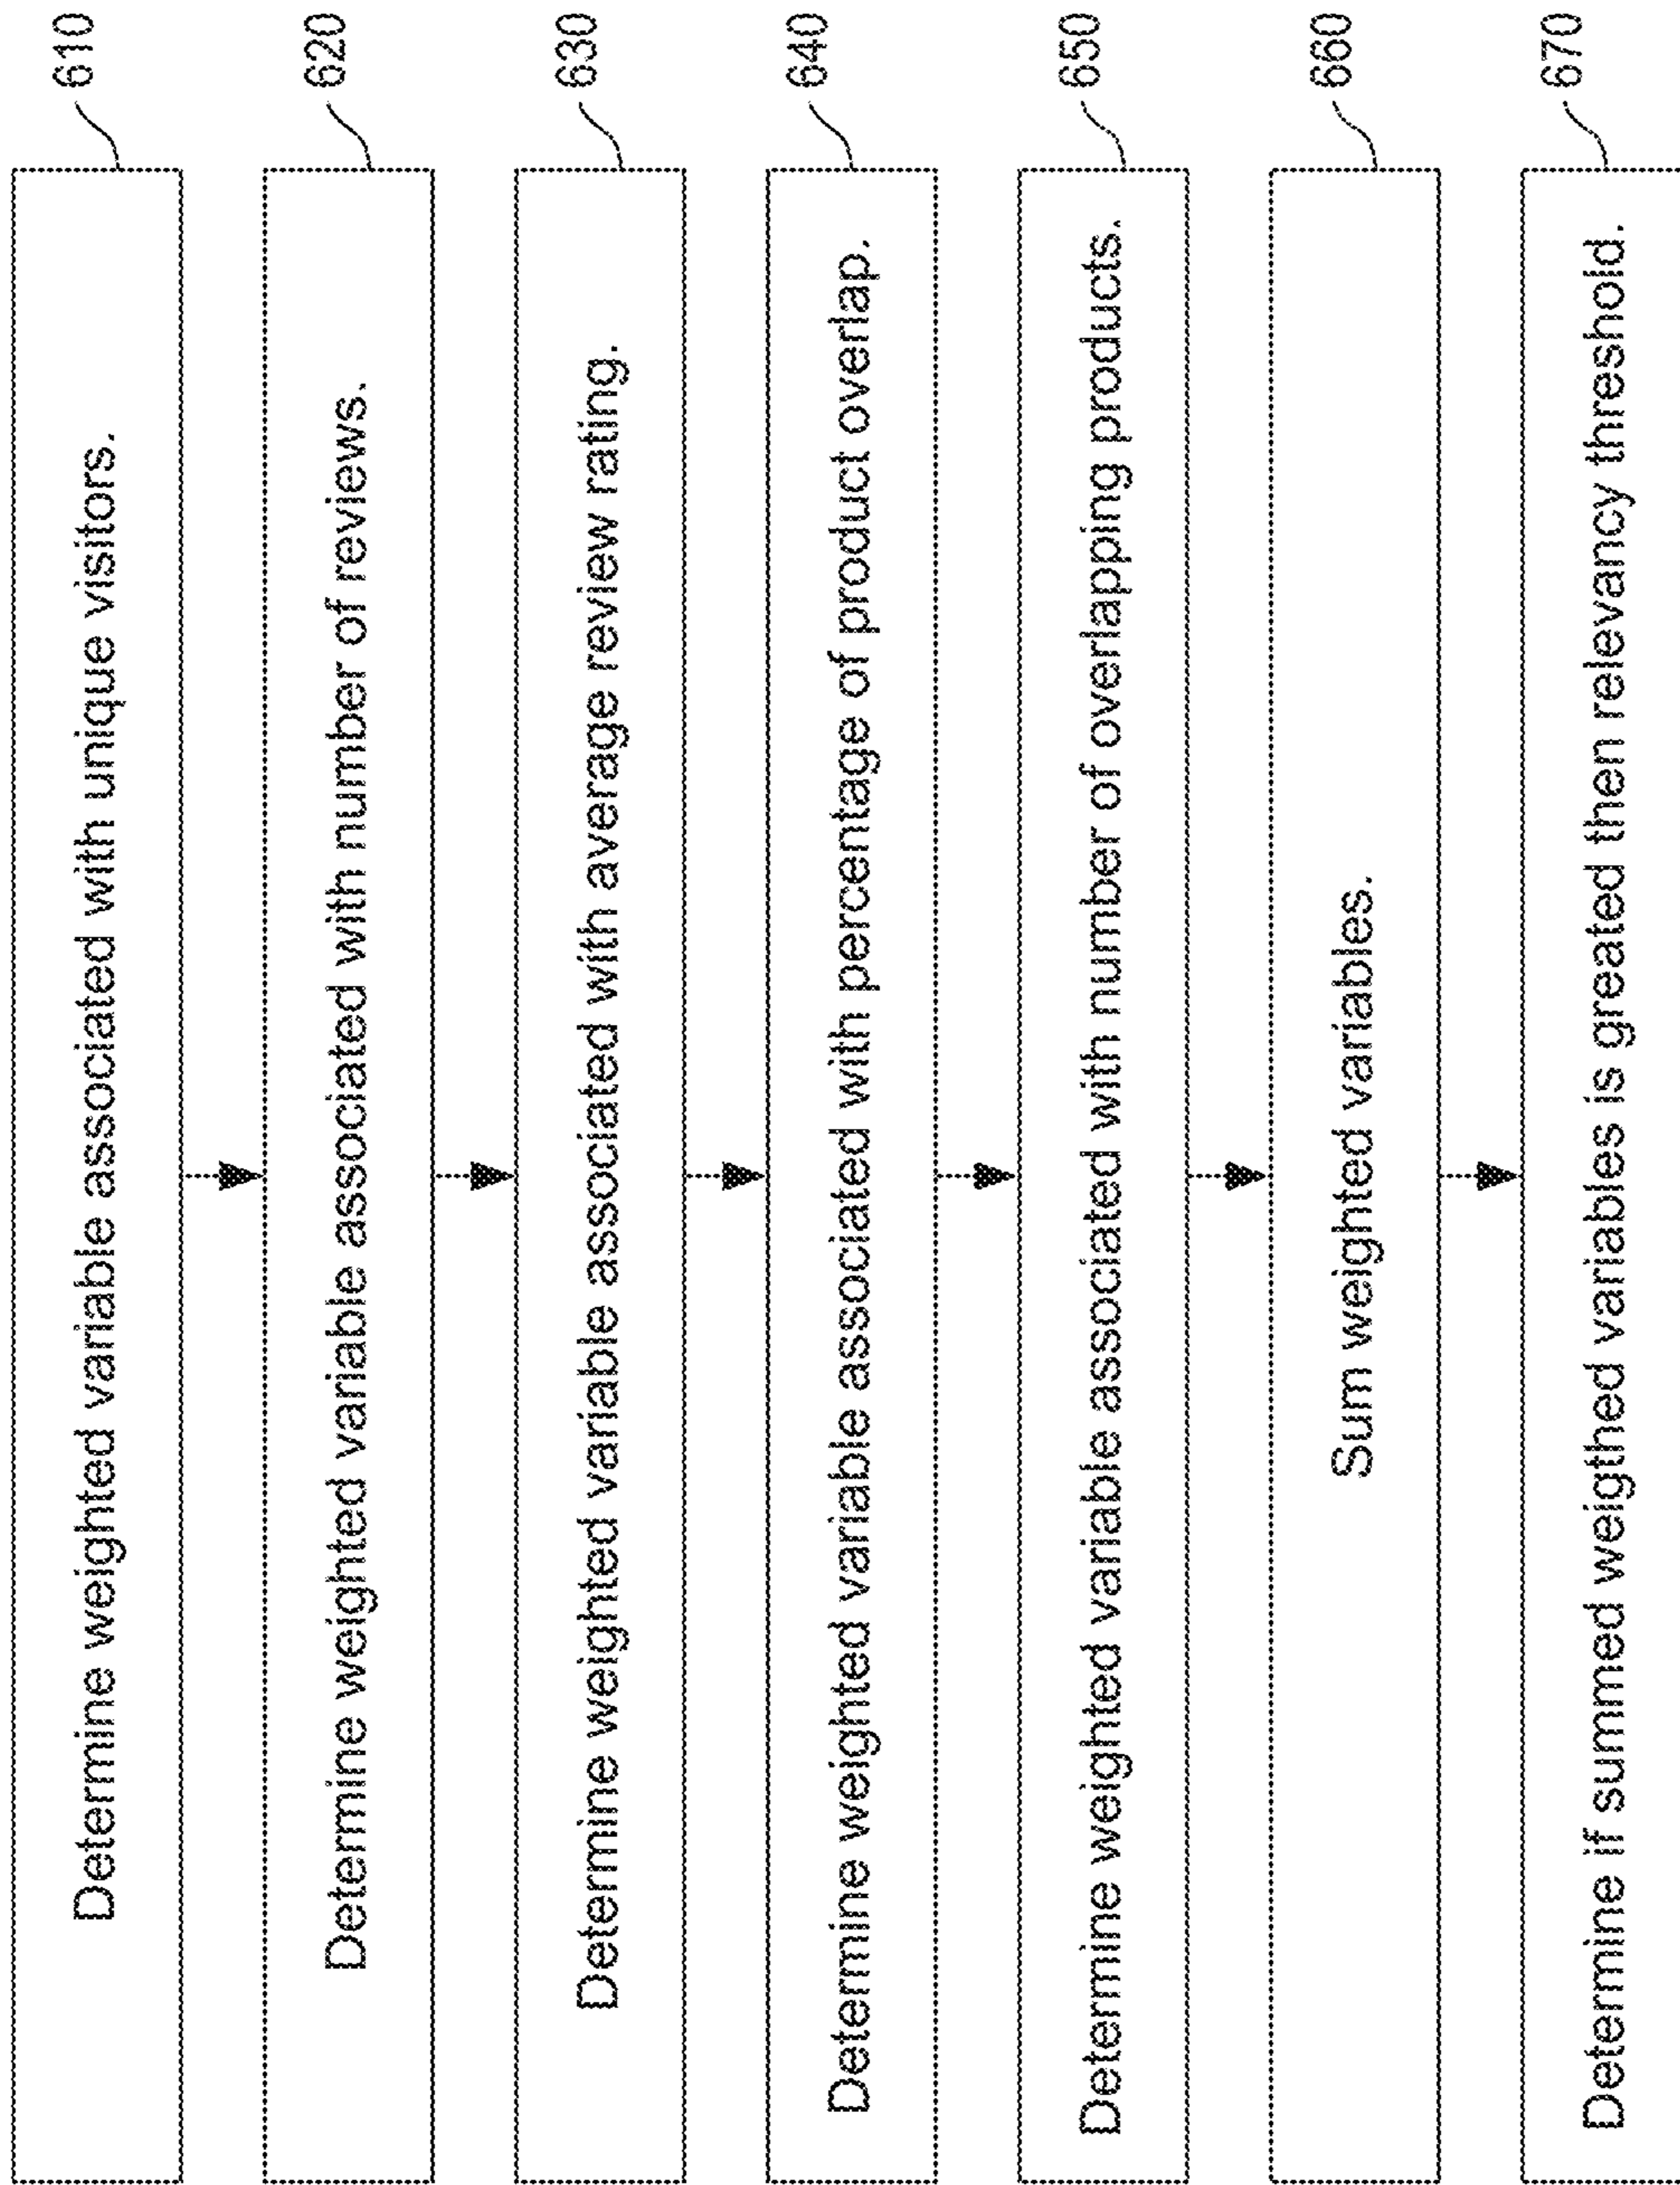 Determine weighted variable associated with unique visitors.
610
Determine weighted variable associated with number of reviews.
620
Determine weighted variable associated with average review rating.
630
Determine weighted variable associated with percentage of product overlap.
640
Determine weighted variable associated with number of overlapping products.
650
Sum weighted variables.
660
Determine if summed weigthed variables is greated then relevancy threshold.
670